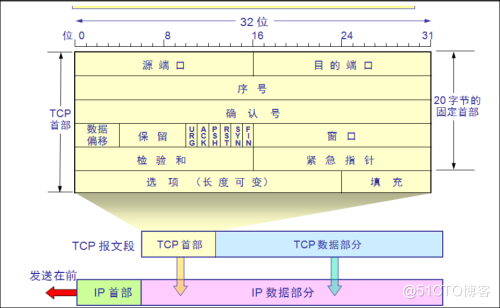 32 位
位 0 8 16 24 31
源 端 口 目 的 端 口
序 号
TCP 首部
确 认 号
20 字节的固定首部
数据偏移 保 留 URG ACK PSH RST SYN FIN 窗 口
检 验 和 紧 急 指 针
选 项 （长 度 可 变） 填 充
TCP 报文段 TCP 首部 TCP 数据部分
发送在前
IP 首部 IP 数据部分
@51CTO博客